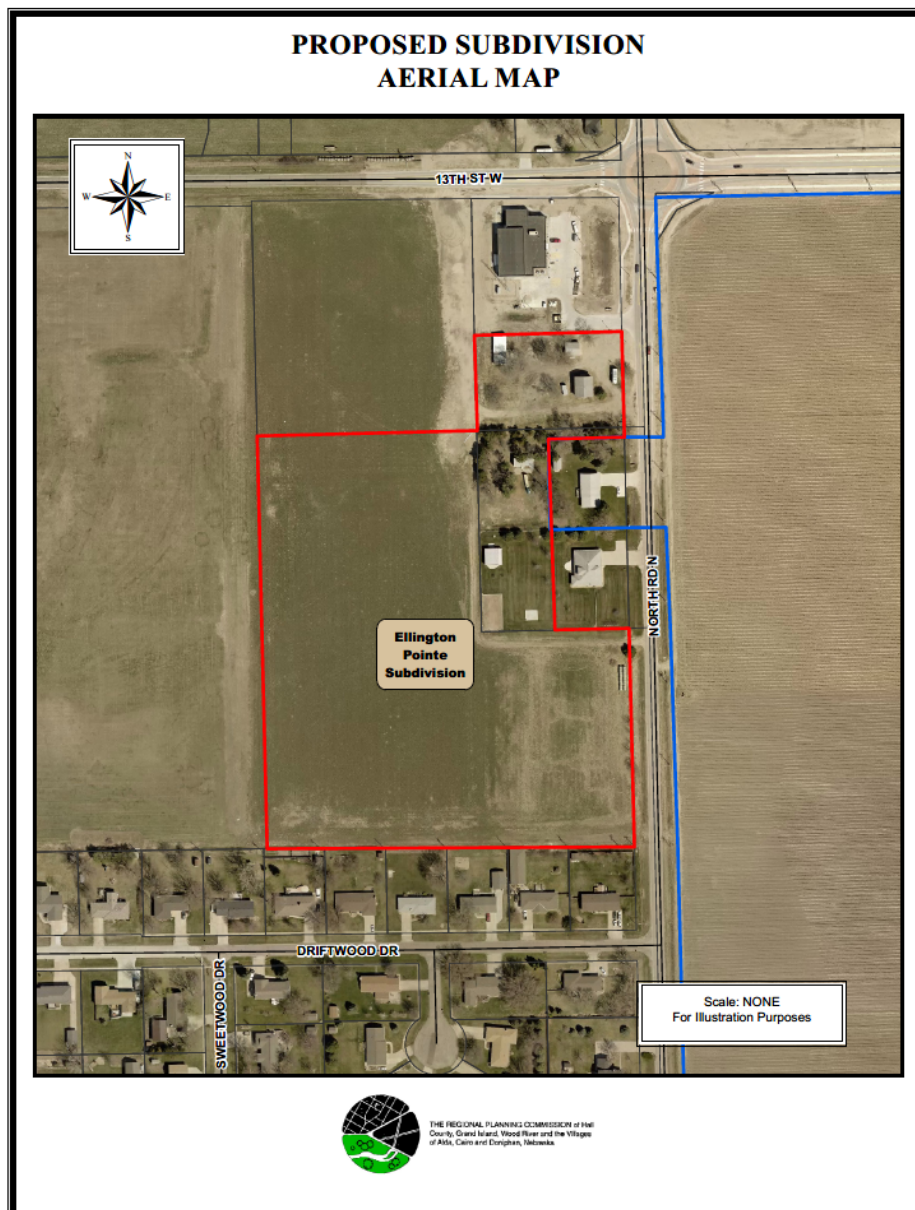 PROPOSED SUBDIVISION
AERIAL MAP
N
W
E
S
13TH ST W
NORTH RD N
Ellington
Pointe
Subdivision
DRIFTWOOD DR
SWEETWOOD DR
Scale: NONE
For Illustration Purposes
THE REGIONAL PLANNING COMMISSION of Hall
County, Grand Island, Wood River and the Villages
of Alda, Cairo and Doniphan, Nebraska